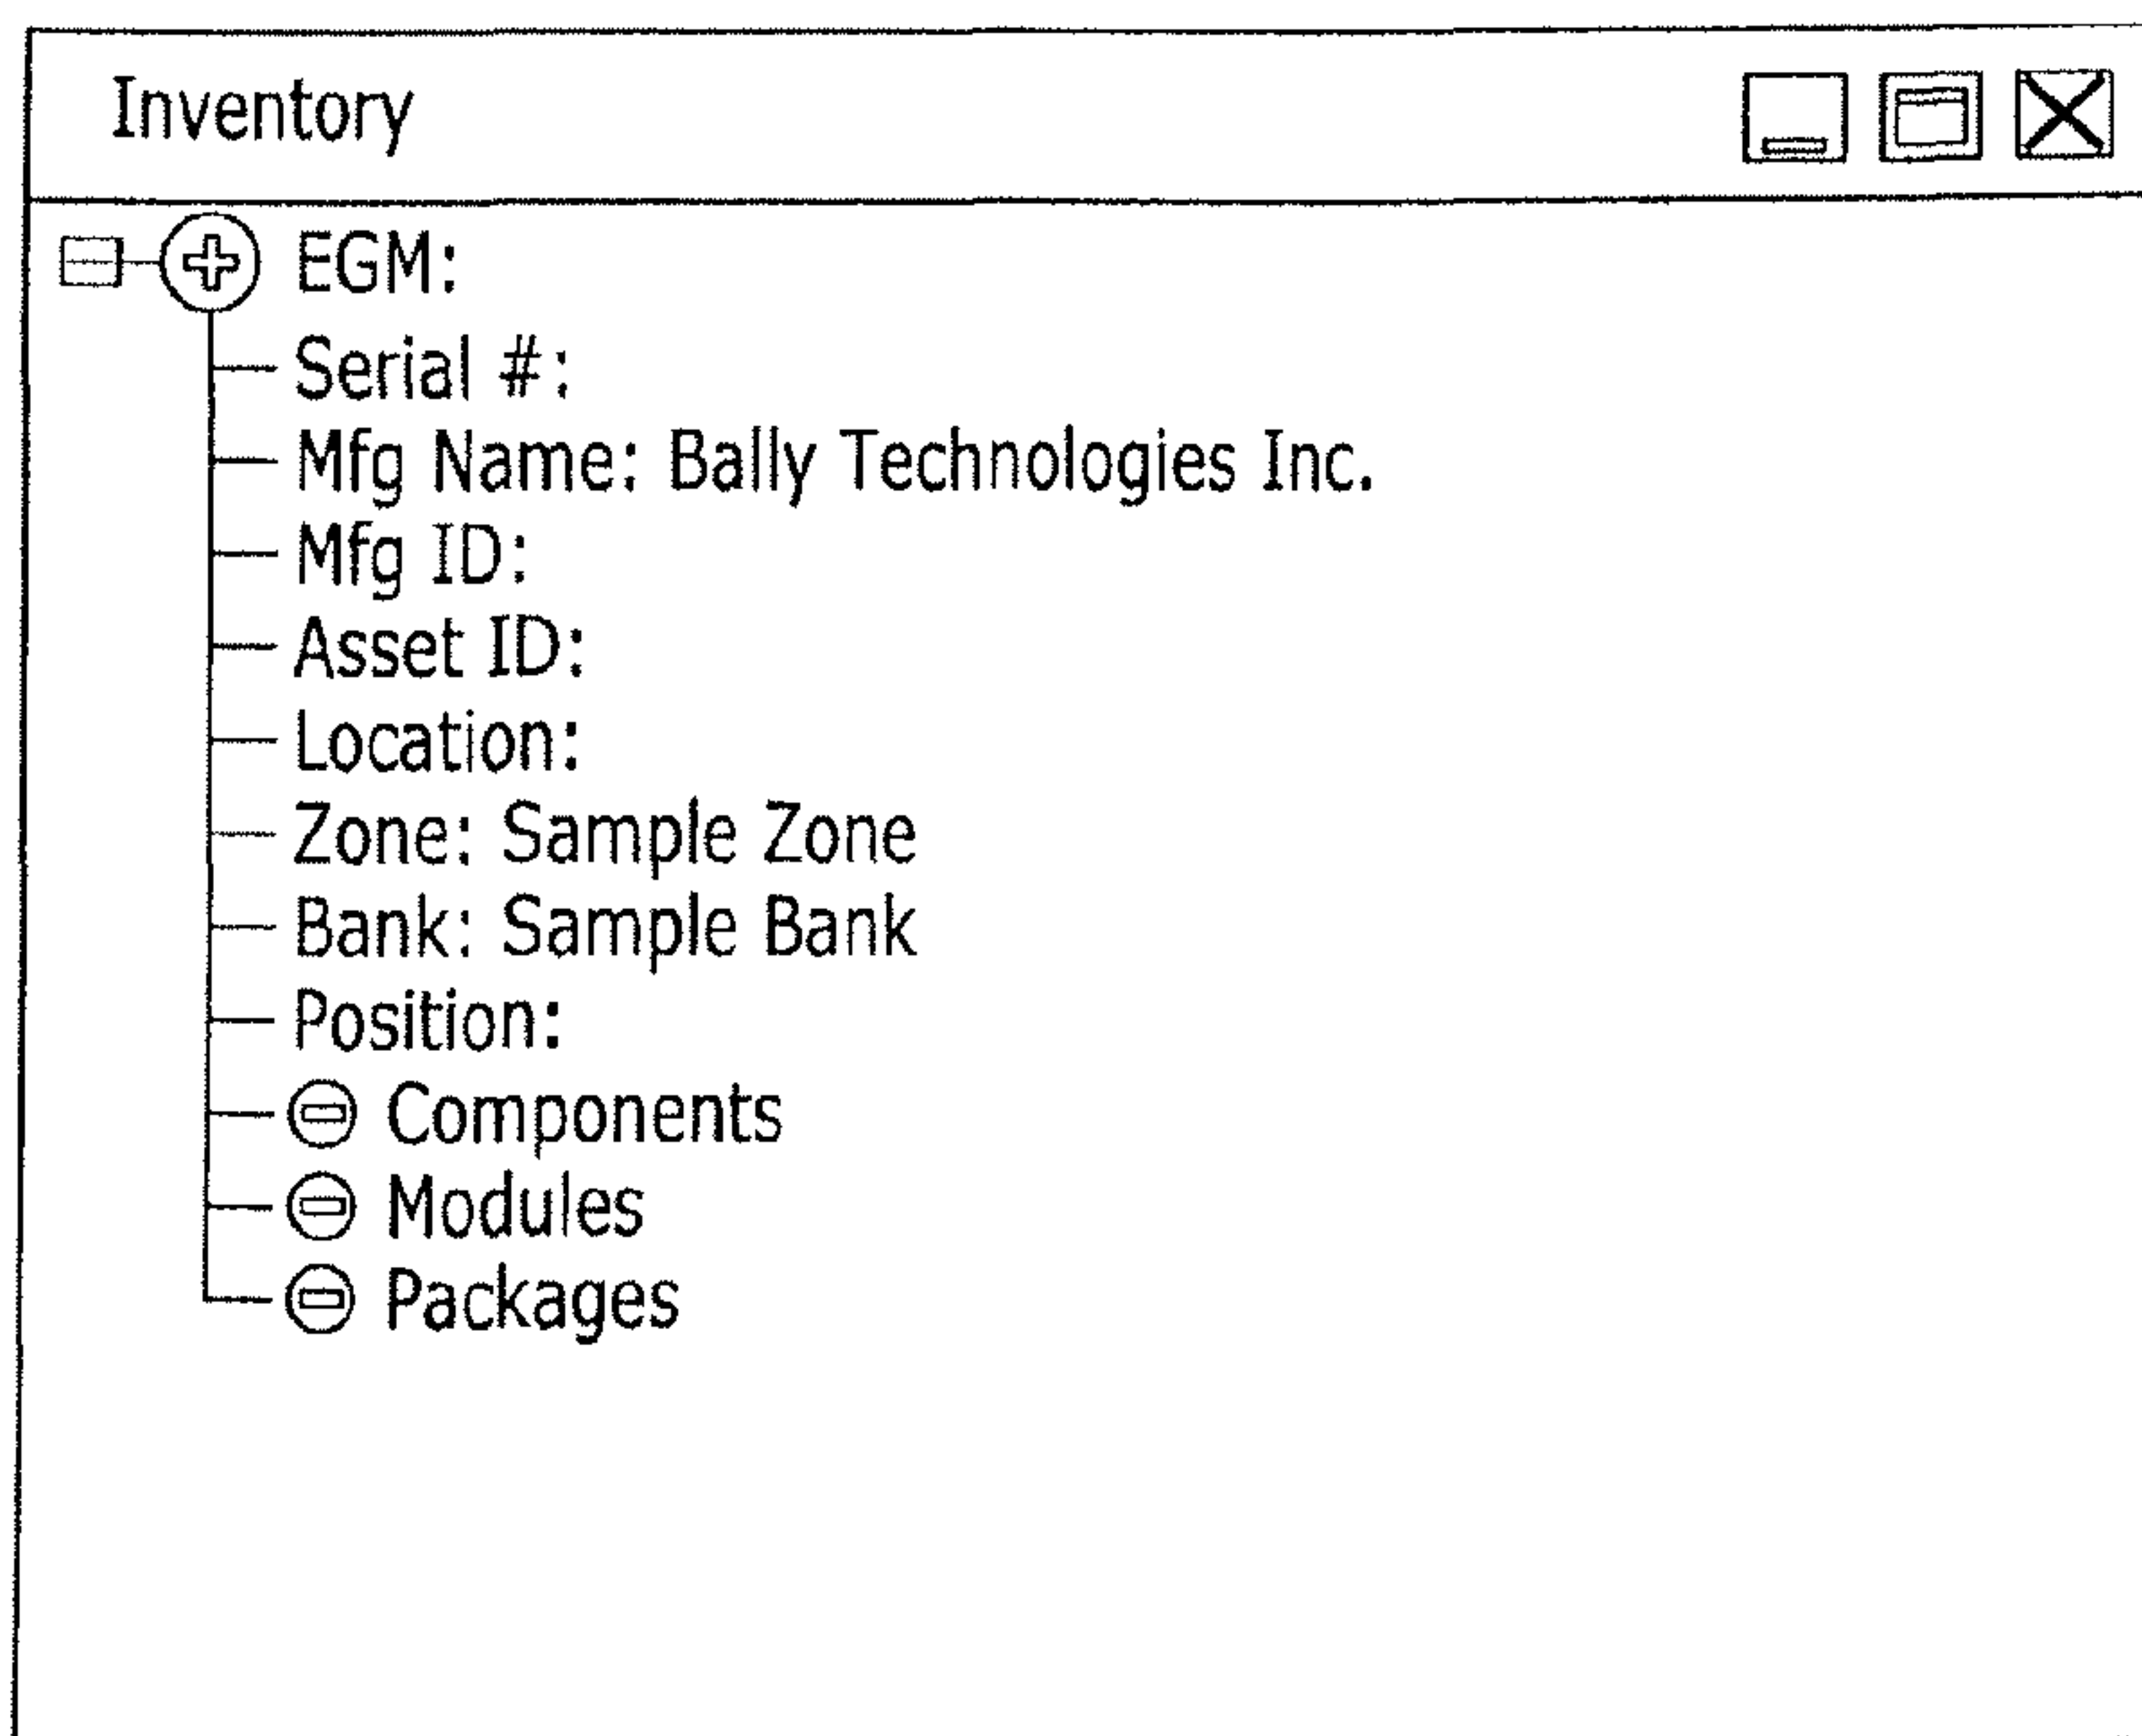 Inventory
EGM:
Serial #:
Mfg Name: Bally Technologies Inc.
Mfg ID:
Asset ID:
Location:
Zone: Sample Zone
Bank: Sample Bank
Position:
Components
Modules
Packages